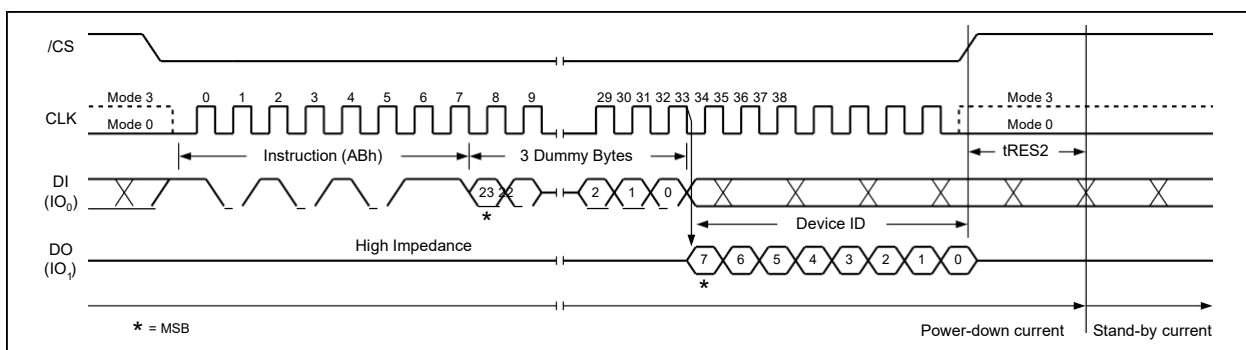 /CS
Mode 3 0 1 2 3 4 5 6 7 8 9 29 30 31 32 33 34 35 36 37 38 Mode 3
CLK
Mode 0 Mode 0
Instruction (ABh) 3 Dummy Bytes tRES2
DI
(IO0)
23 22 2 1 0
*
Device ID
High Impedance
DO
(IO1)
7 6 5 4 3 2 1 0
*
* = MSB
Power-down current Stand-by current